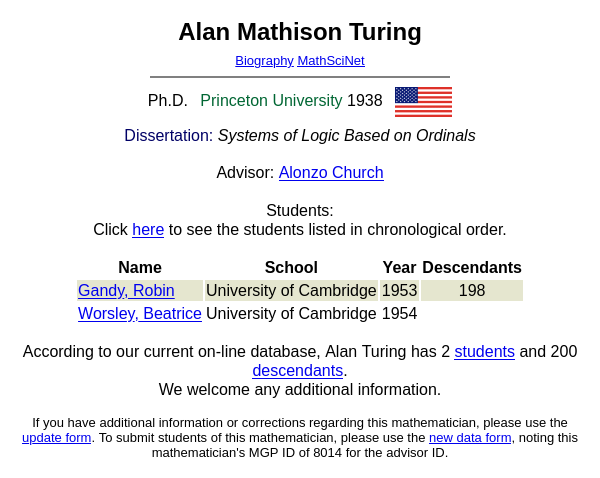 Alan Mathison Turing
Biography MathSciNet
Ph.D. Princeton University 1938
Dissertation: Systems of Logic Based on Ordinals
Advisor: Alonzo Church
Students:
Click here to see the students listed in chronological order.
Name School Year Descendants
Gandy, Robin University of Cambridge 1953 198
Worsley, Beatrice University of Cambridge 1954
According to our current on-line database, Alan Turing has 2 students and 200
descendants.
We welcome any additional information.
If you have additional information or corrections regarding this mathematician, please use the
update form. To submit students of this mathematician, please use the new data form, noting this
mathematician's MGP ID of 8014 for the advisor ID.